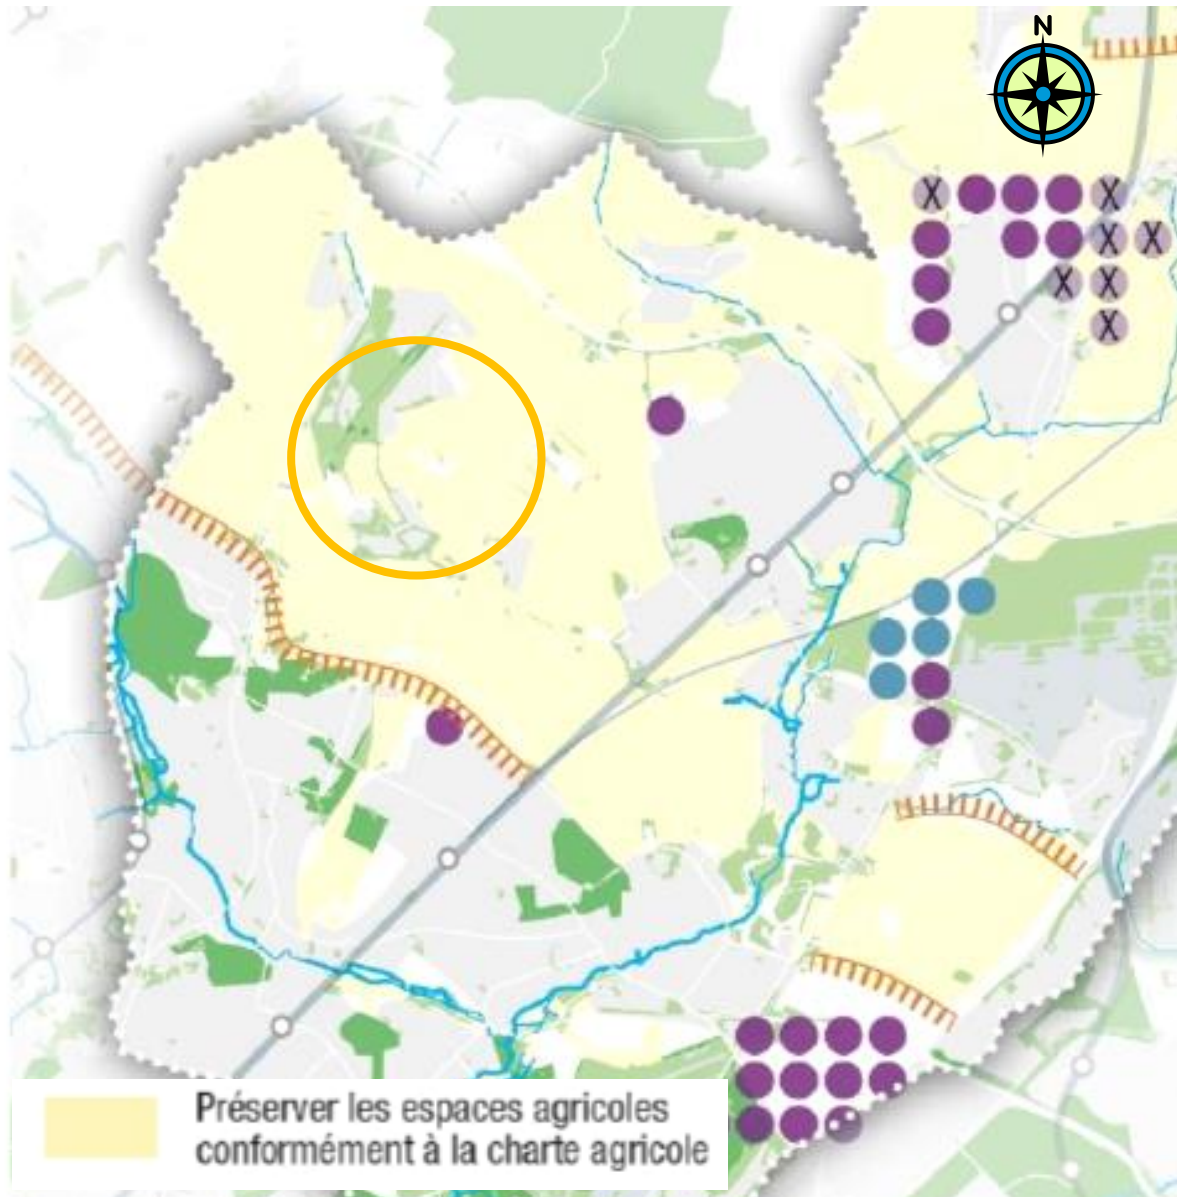 N
X X
X X
X X
X
Préserver les espaces agricoles
conformément à la charte agricole